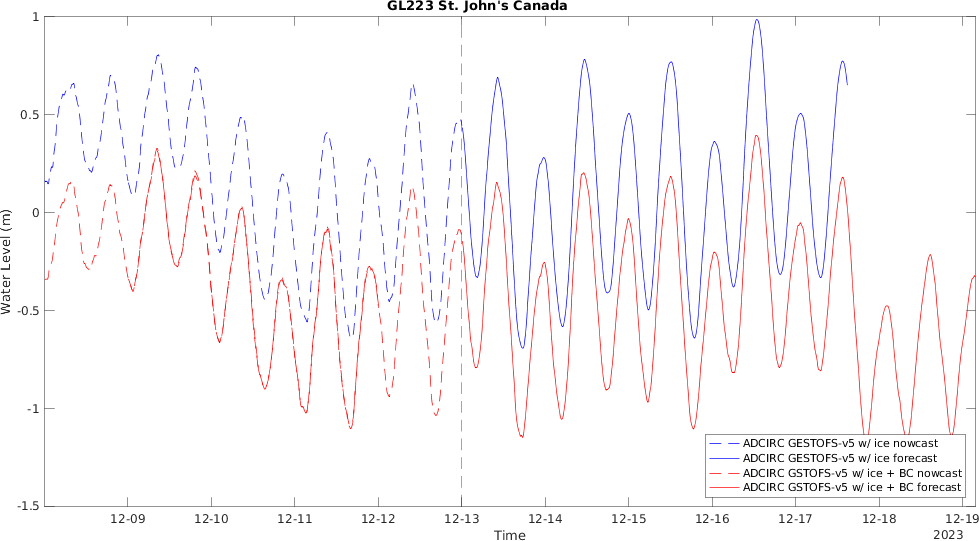 GL223 St. John's Canada
1
0.5
0
-0.5
-1
-1.5
Water Level (m)
ADCIRC GESTOFS-v5 w/ ice nowcast
ADCIRC GESTOFS-v5 w/ ice forecast
ADCIRC GSTOFS-v5 w/ ice + BC nowcast
ADCIRC GSTOFS-v5 w/ ice + BC forecast
12-09 12-10 12-11 12-12 12-13 12-14 12-15 12-16 12-17 12-18 12-19
Time
2023